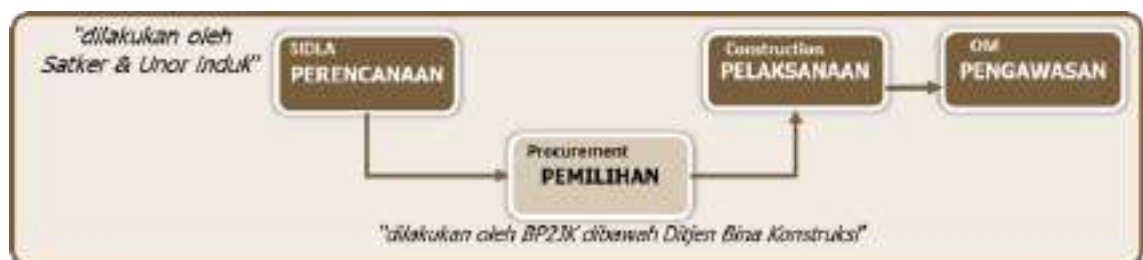 "dilakukan oleh
Satker & Unor Induk"
SIDLA
PERENCANAAN
Procurement
PEMILIHAN
Construction
PELAKSANAAN
OM
PENGAWASAN
"dilakukan oleh BP2JK dibawah Ditjen Bina Konstruksi"